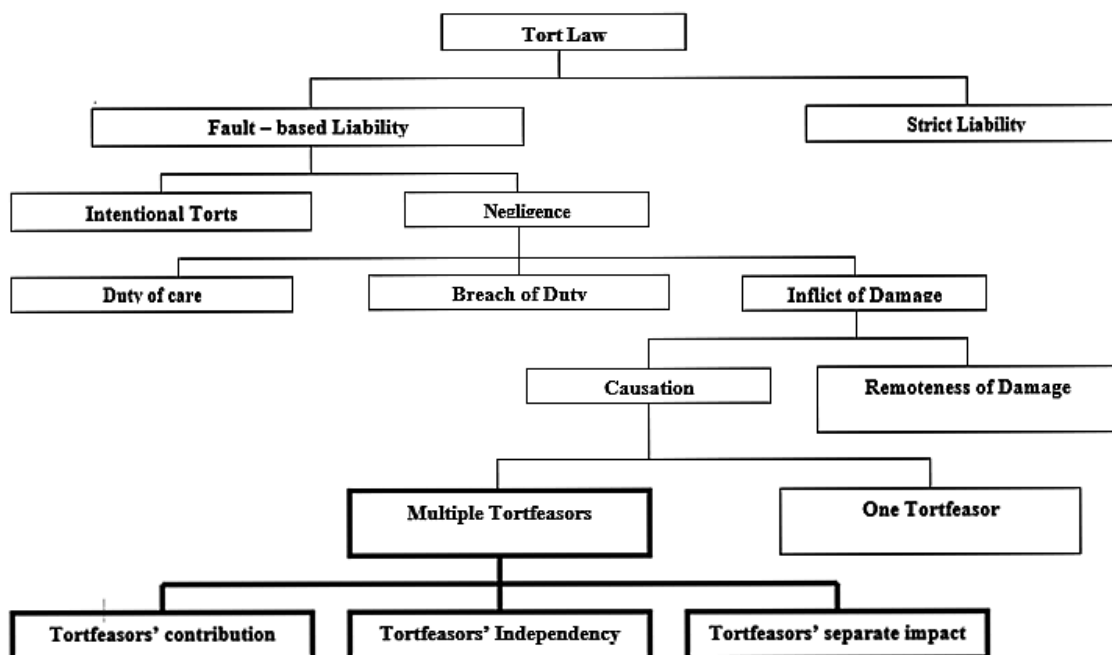 Tort Law
Fault – based Liability
Strict Liability
Intentional Torts
Negligence
Duty of care
Breach of Duty
Inflict of Damage
Causation
Remoteness of Damage
Multiple Tortfeasors
One Tortfeasor
Tortfeasors’ contribution
Tortfeasors’ Independency
Tortfeasors’ separate impact